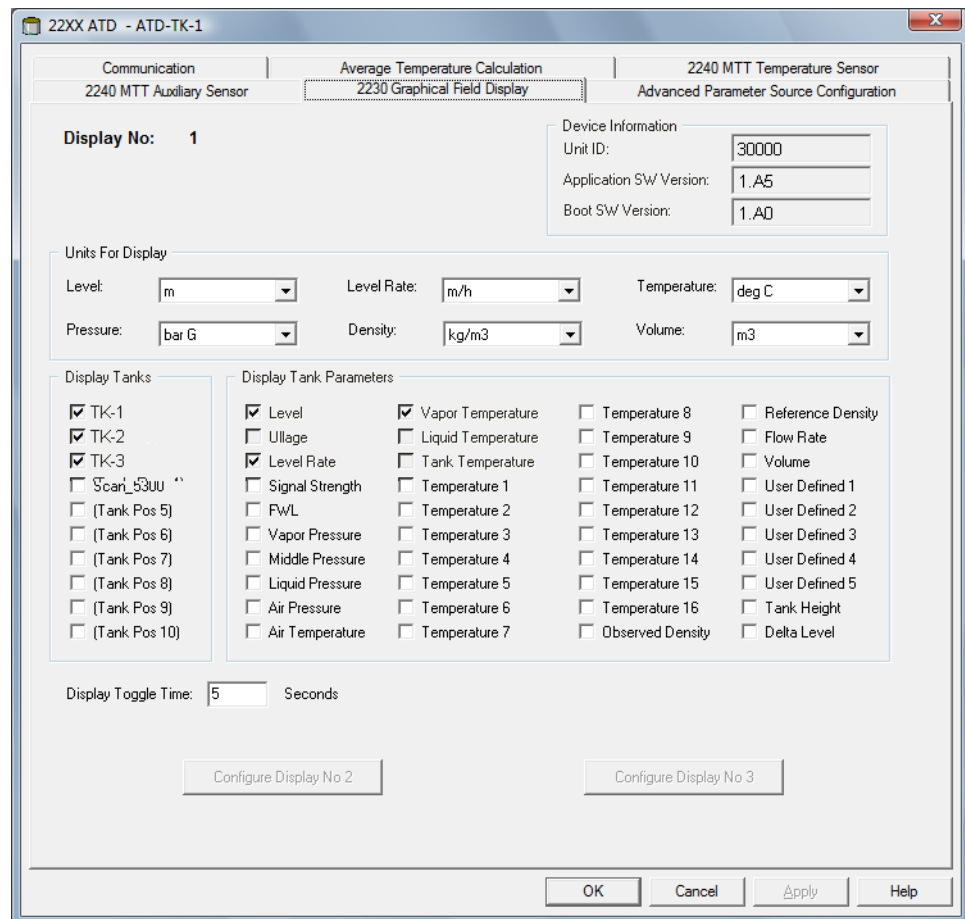 22XX ATD - ATD-TK-1
Communication Average Temperature Calculation 2240 MTT Temperature Sensor
2240 MTT Auxiliary Sensor 2230 Graphical Field Display Advanced Parameter Source Configuration
Display No: 1
Device Information
Unit ID: 30000
Application SW Version: 1.A5
Boot SW Version: 1.A0
Units For Display
Level: m Level Rate: m/h Temperature: deg C
Pressure: bar G Density: kg/m3 Volume: m3
Display Tanks Display Tank Parameters
TK-1 Level Vapor Temperature Temperature 8 Reference Density
TK-2 Ullage Liquid Temperature Temperature 9 Flow Rate
TK-3 Level Rate Tank Temperature Temperature 10 Volume
Signal Strength Temperature 1 Temperature 11 User Defined 1
(Tank Pos 5) FWL Temperature 2 Temperature 12 User Defined 2
(Tank Pos 6) Vapor Pressure Temperature 3 Temperature 13 User Defined 3
(Tank Pos 7) Middle Pressure Temperature 4 Temperature 14 User Defined 4
(Tank Pos 8) Liquid Pressure Temperature 5 Temperature 15 User Defined 5
(Tank Pos 9) Air Pressure Temperature 6 Temperature 16 Tank Height
(Tank Pos 10) Air Temperature Temperature 7 Observed Density Delta Level
Display Toggle Time: 5 Seconds
Configure Display No 2 Configure Display No 3
OK Cancel Apply Help